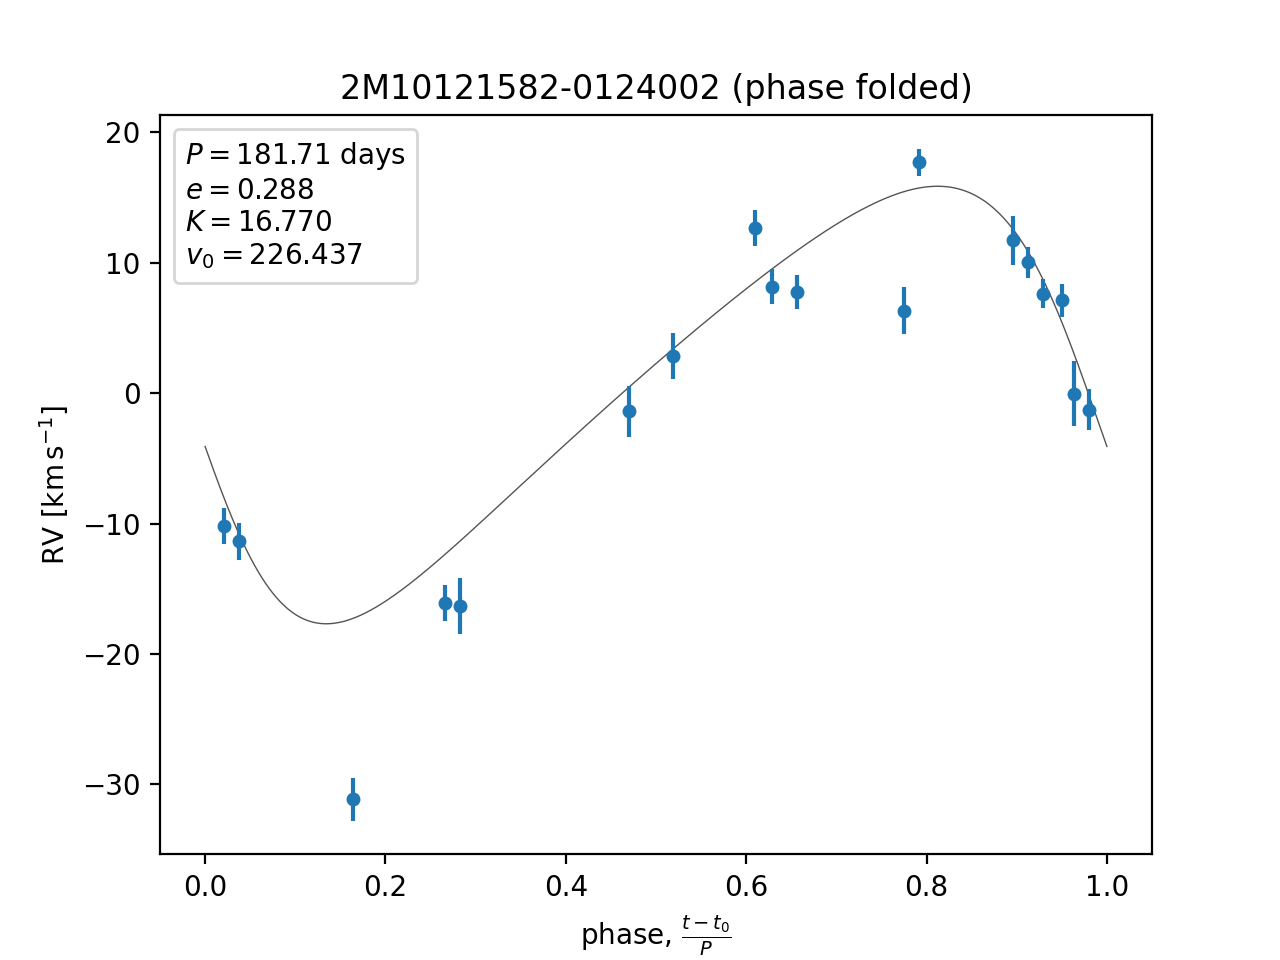 2M10121582-0124002 (phase folded)
P = 181.71 days
e = 0.288
K = 16.770
v₀ = 226.437
20
10
0
−10
−20
−30
RV [km s⁻¹]
0.0 0.2 0.4 0.6 0.8 1.0
phase, (t − t₀)/P